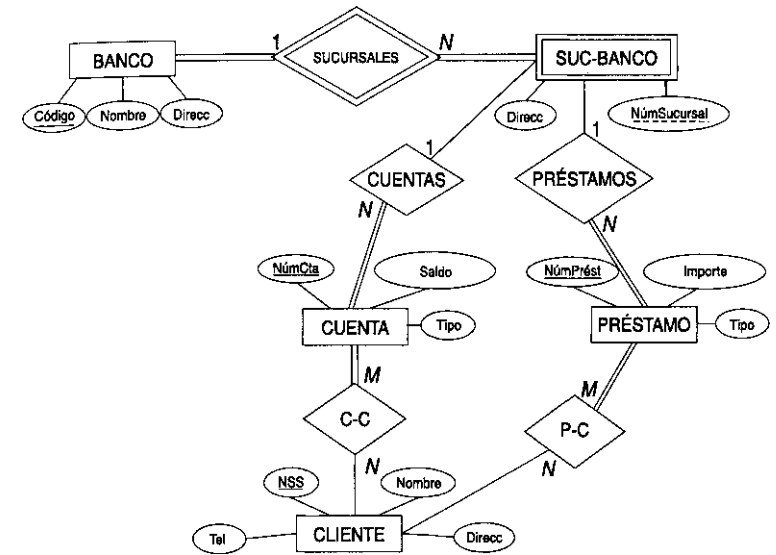 1
N
BANCO
SUCURSALES
SUC-BANCO
Código
Nombre
Direcc
Direcc
NúmSucursal
1
1
CUENTAS
PRÉSTAMOS
N
N
NúmCta
Saldo
NúmPrést
Importe
CUENTA
Tipo
PRÉSTAMO
Tipo
M
M
C-C
P-C
N
N
NSS
Nombre
Tel
CLIENTE
Direcc